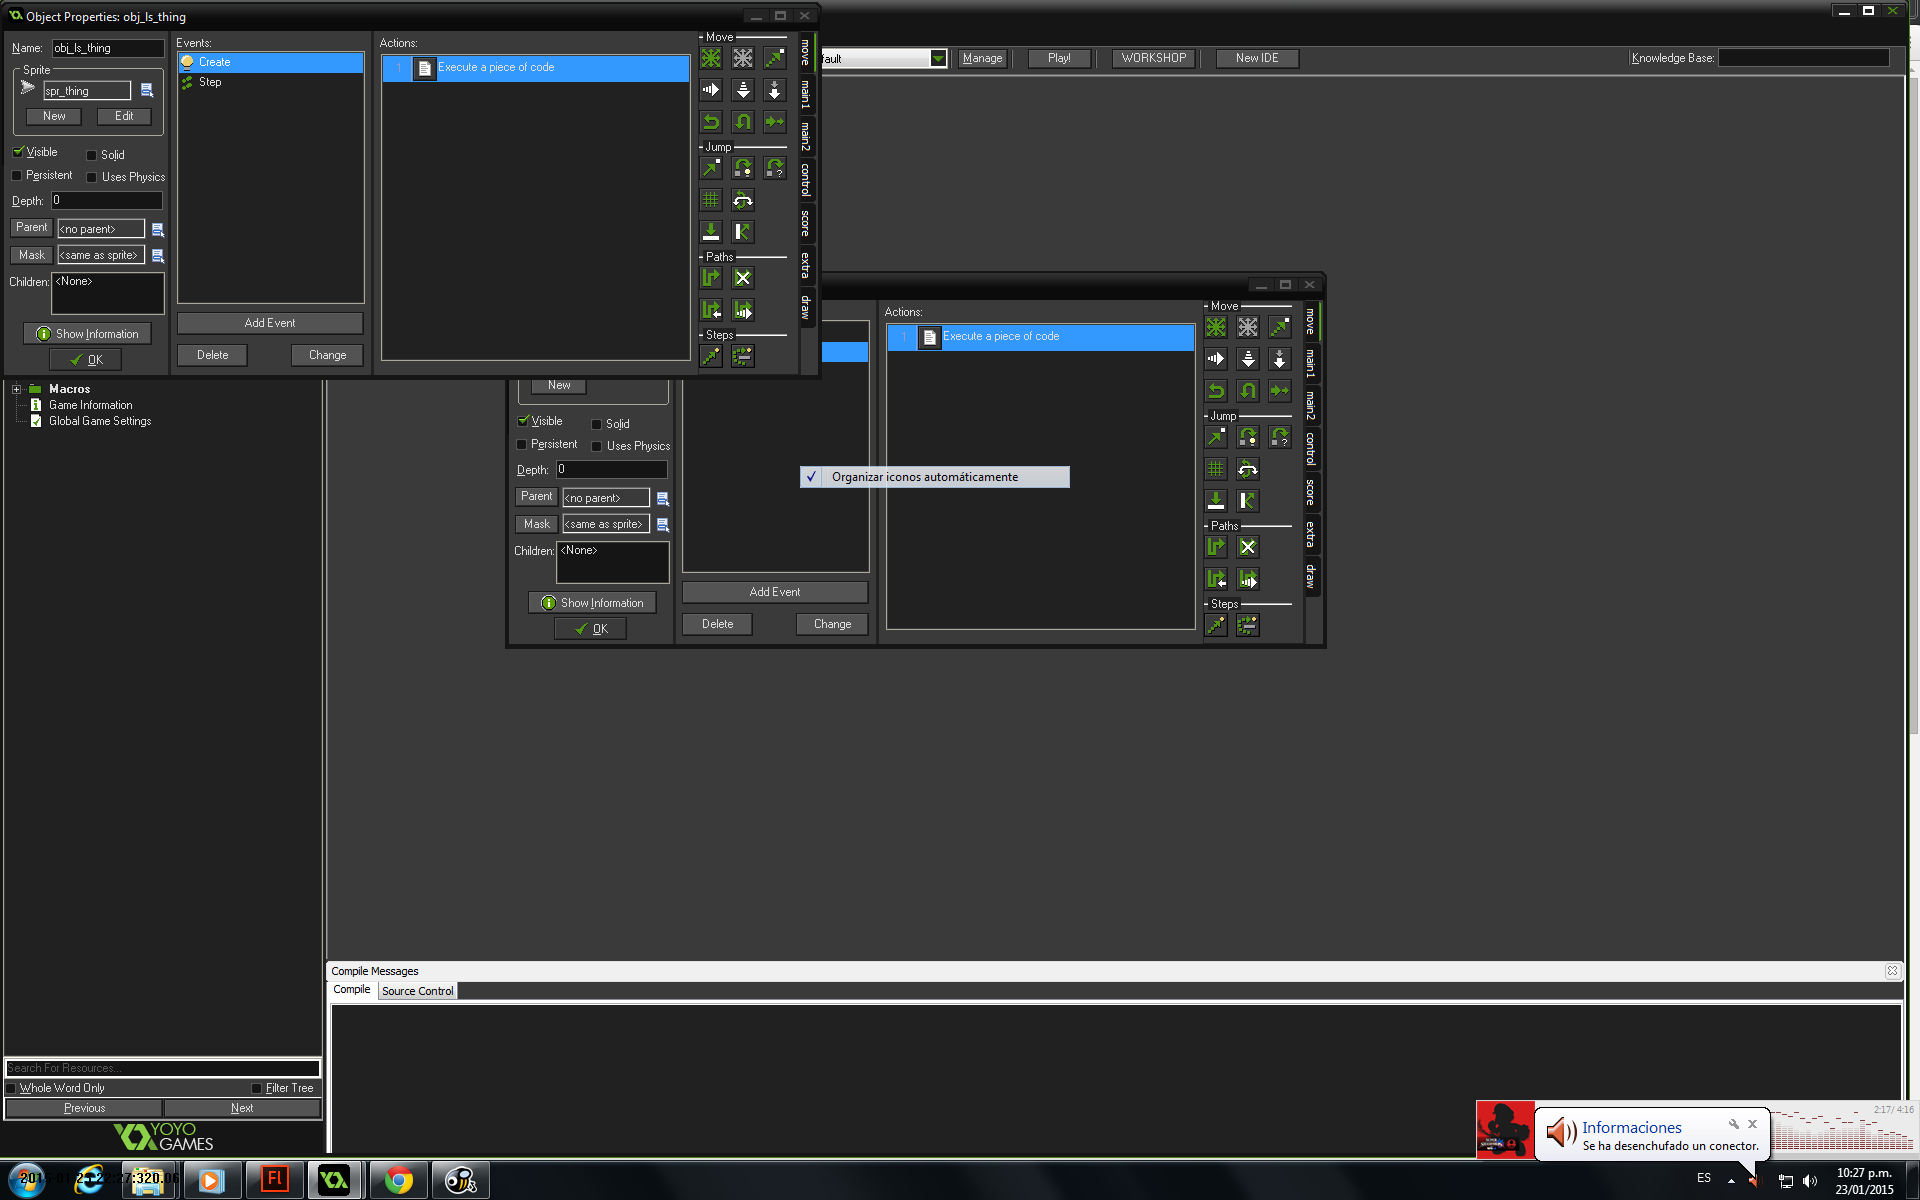 Object Properties: obj_ls_thing
Name: obj_ls_thing
Sprite
spr_thing
New Edit
Visible Solid
Persistent Uses Physics
Depth: 0
Parent <no parent>
Mask <same as sprite>
Children: <None>
Show Information
OK
Events:
Create
Step
Add Event
Delete Change
Actions:
1 Execute a piece of code
Move
Jump
Paths
Steps
move
main1
main2
control
score
extra
draw
fault Manage Play! WORKSHOP New IDE Knowledge Base:
New
Visible Solid
Persistent Uses Physics
Depth: 0
Parent <no parent>
Mask <same as sprite>
Children: <None>
Show Information
OK
Add Event
Delete Change
Actions:
1 Execute a piece of code
Move
Jump
Paths
Steps
move
main1
main2
control
score
extra
draw
Organizar iconos automáticamente
Macros
Game Information
Global Game Settings
Search For Resources...
Whole Word Only Filter Tree
Previous Next
YOYO
GAMES
Compile Messages
Compile Source Control
2:17/ 4:16
Informaciones
Se ha desenchufado un conector.
Fl
ES
10:27 p.m.
23/01/2015